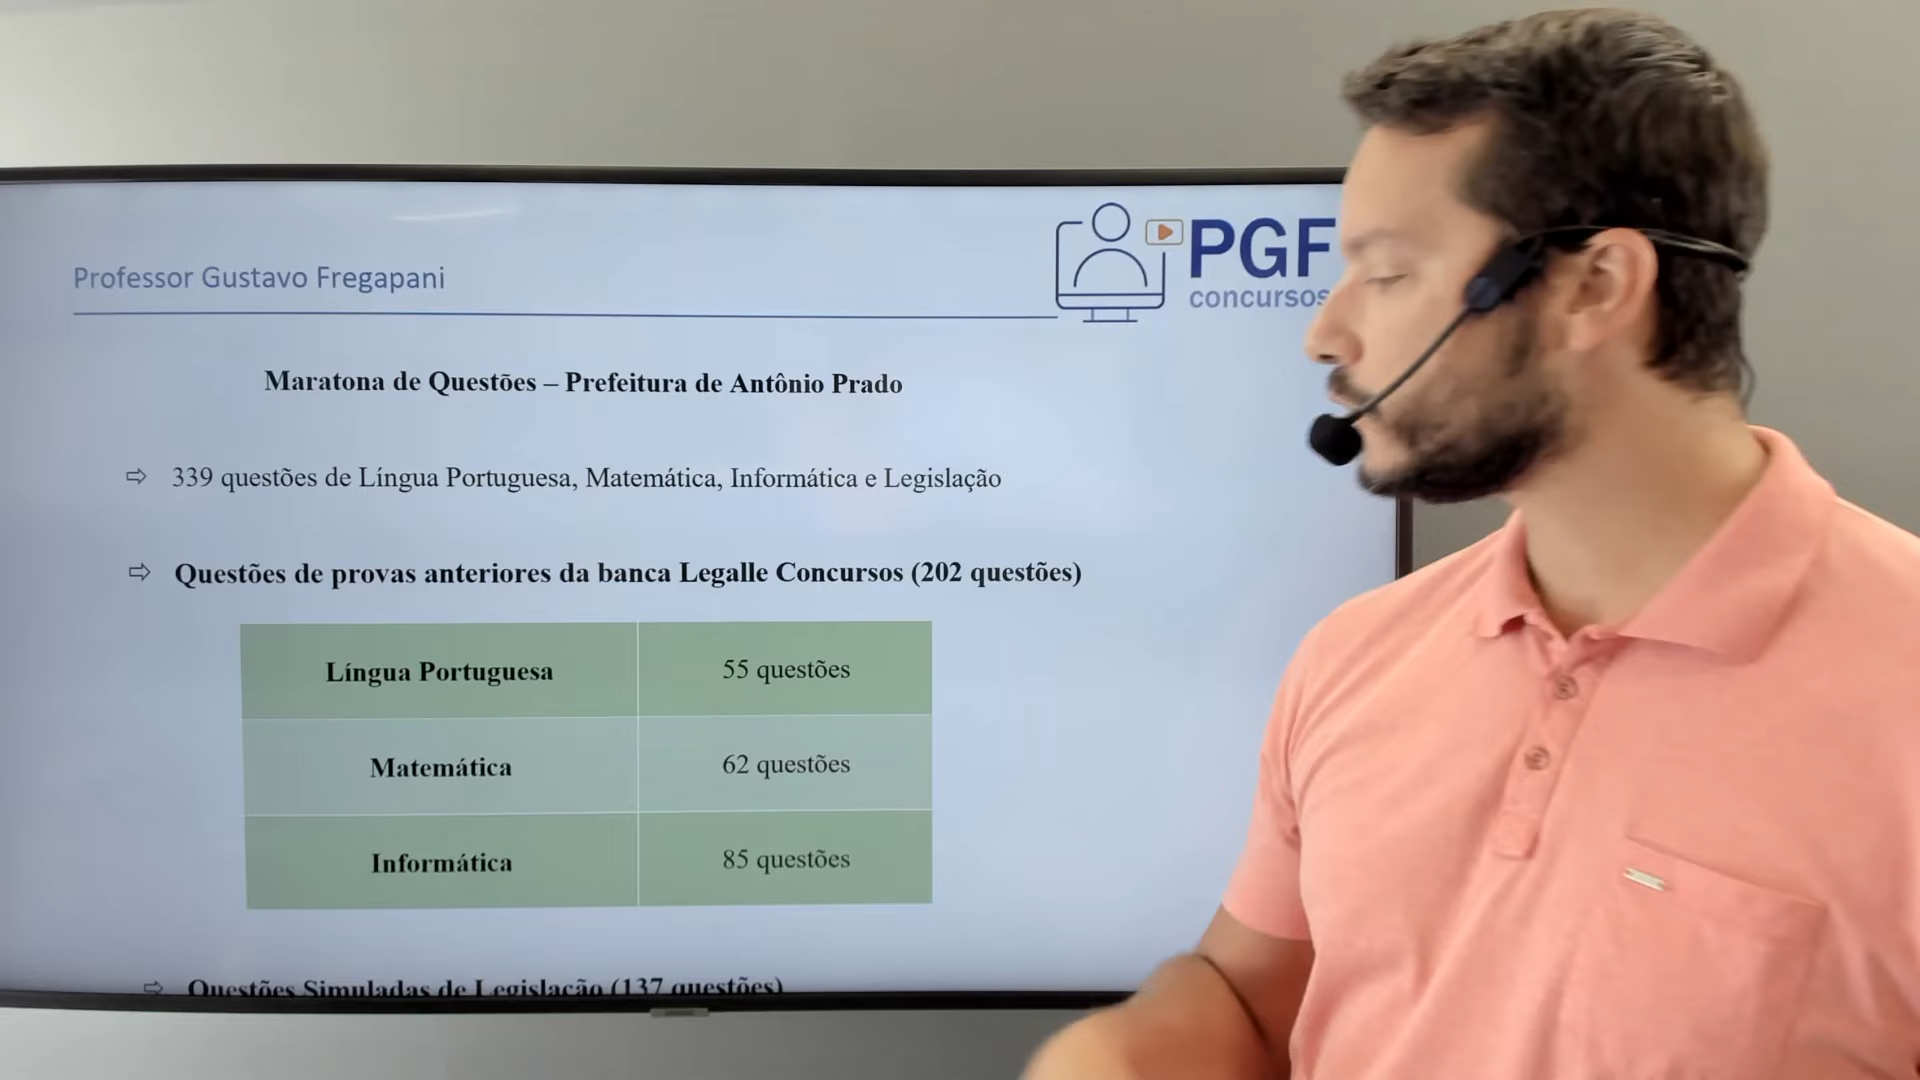 PGF
concursos
Professor Gustavo Fregapani
Maratona de Questões – Prefeitura de Antônio Prado
⇨ 339 questões de Língua Portuguesa, Matemática, Informática e Legislação
⇨ Questões de provas anteriores da banca Legalle Concursos (202 questões)
Língua Portuguesa 55 questões
Matemática 62 questões
Informática 85 questões
⇨ Questões Simuladas de Legislação (137 questões)